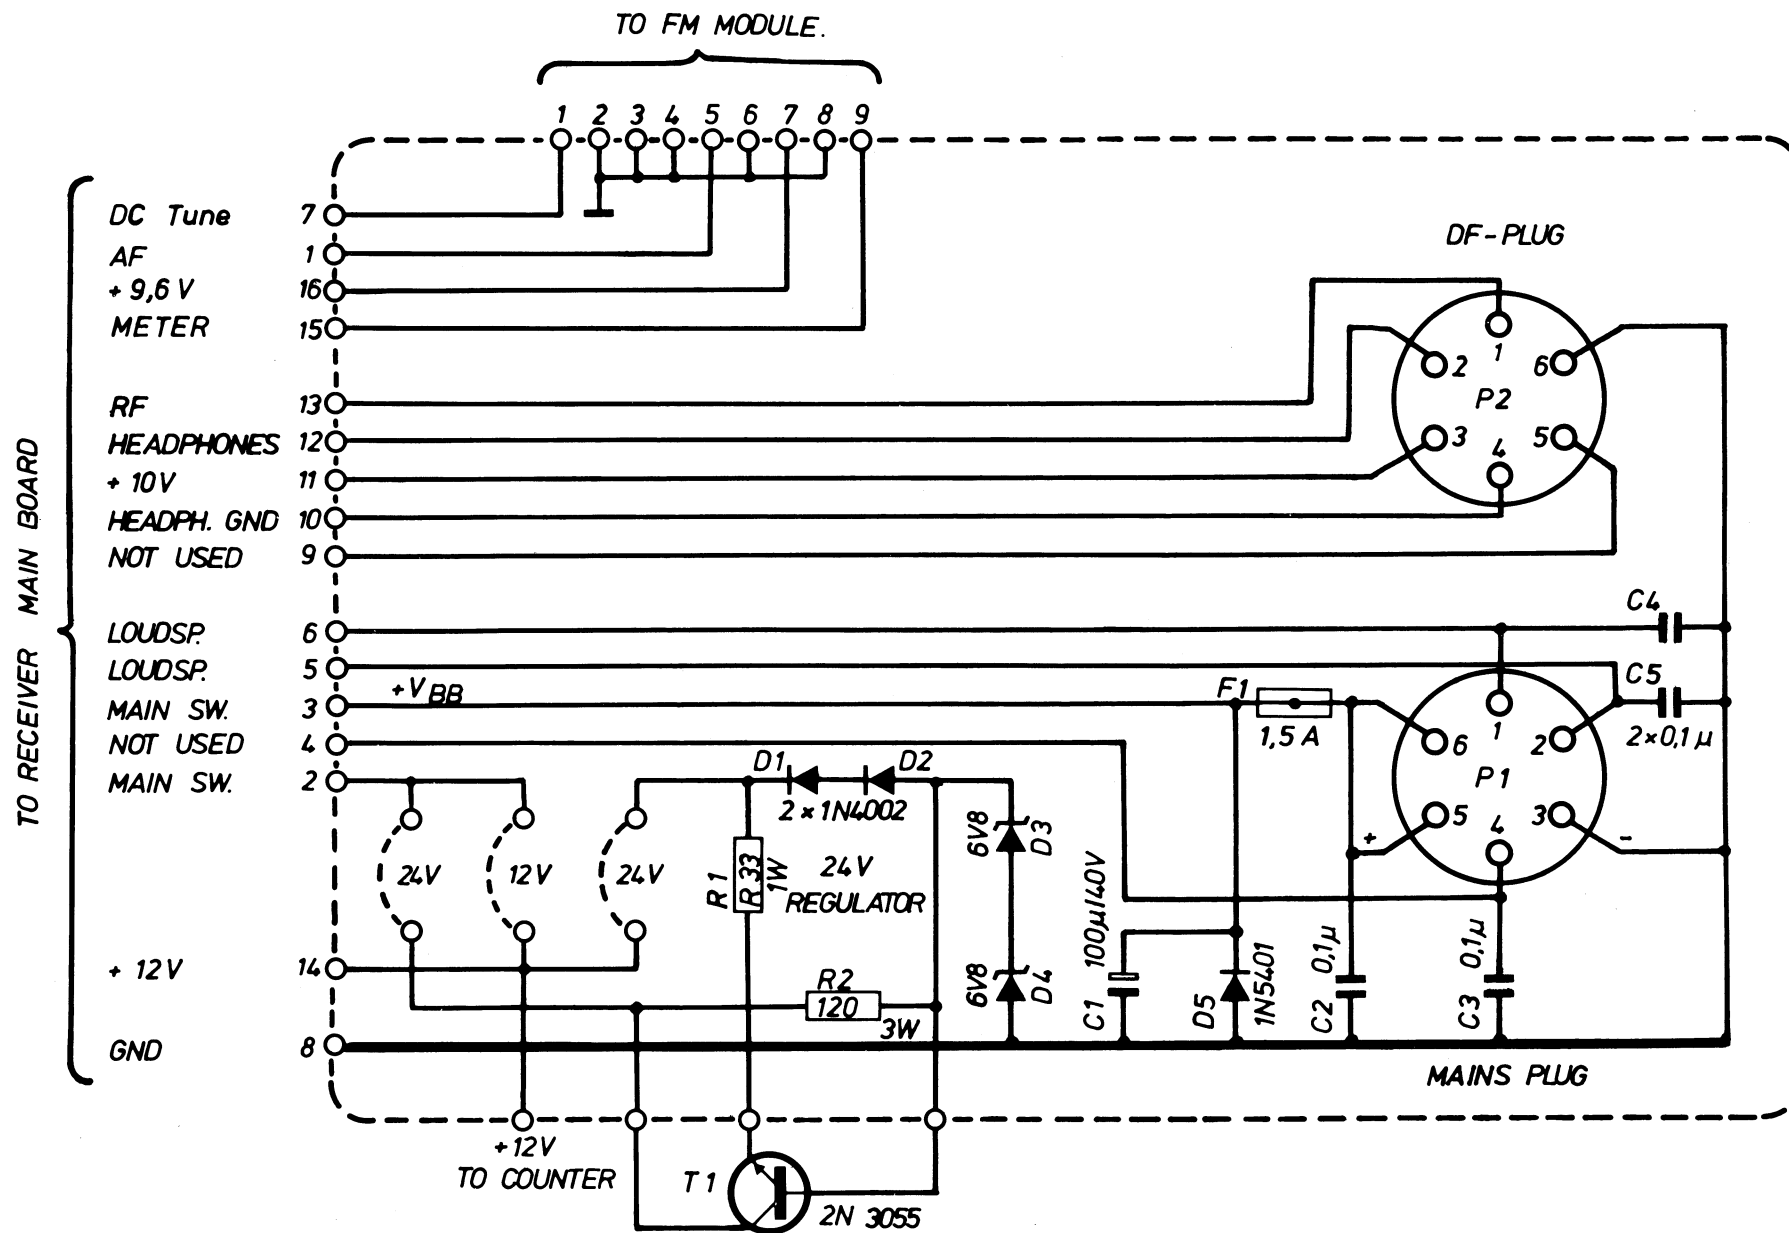 TO FM MODULE.
1 2 3 4 5 6 7 8 9
TO RECEIVER MAIN BOARD
DC Tune 7
AF 1
+ 9,6 V 16
METER 15
RF 13
HEADPHONES 12
+ 10V 11
HEADPH. GND 10
NOT USED 9
LOUDSP. 6
LOUDSP. 5
MAIN SW. 3
NOT USED 4
MAIN SW. 2
+ 12V 14
GND 8
+VBB
DF-PLUG
1
2 6
P2
3 5
4
C4
C5
2×0,1μ
F1
1,5 A
1
6 2
P1
5 3
4
+ -
D1 D2
2 × 1N4002
24V 12V 24V
R1
R 33
1W
24V
REGULATOR
6V8 D3
6V8 D4
R2
120
3W
C1 100μ/40V
D5 1N5401
C2 0,1μ
C3 0,1μ
MAINS PLUG
+12V
TO COUNTER
T1
2N 3055